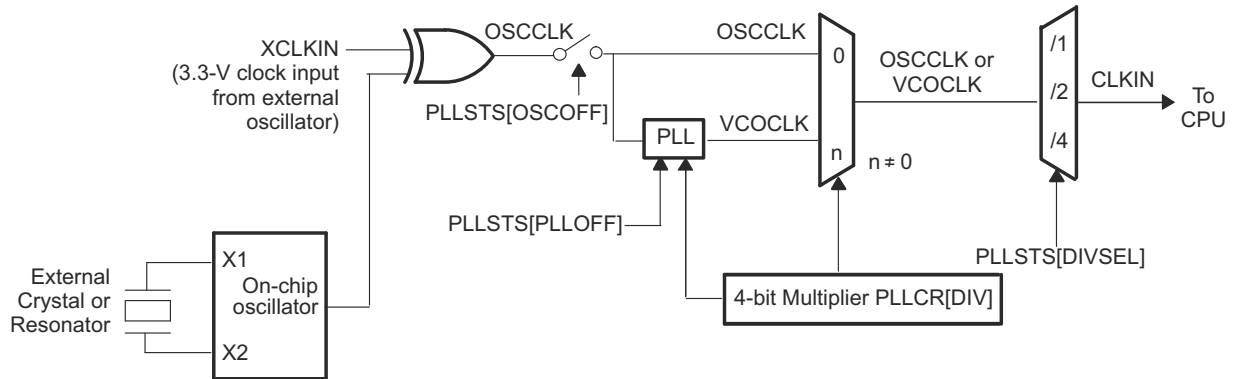 OSCCLK
XCLKIN
(3.3-V clock input
from external
oscillator)
PLLSTS[OSCOFF]
OSCCLK
0
OSCCLK or
VCOCLK
/1
/2
/4
CLKIN
To
CPU
PLL
VCOCLK
n
n ≠ 0
PLLSTS[PLLOFF]
PLLSTS[DIVSEL]
4-bit Multiplier PLLCR[DIV]
External
Crystal or
Resonator
X1
On-chip
oscillator
X2